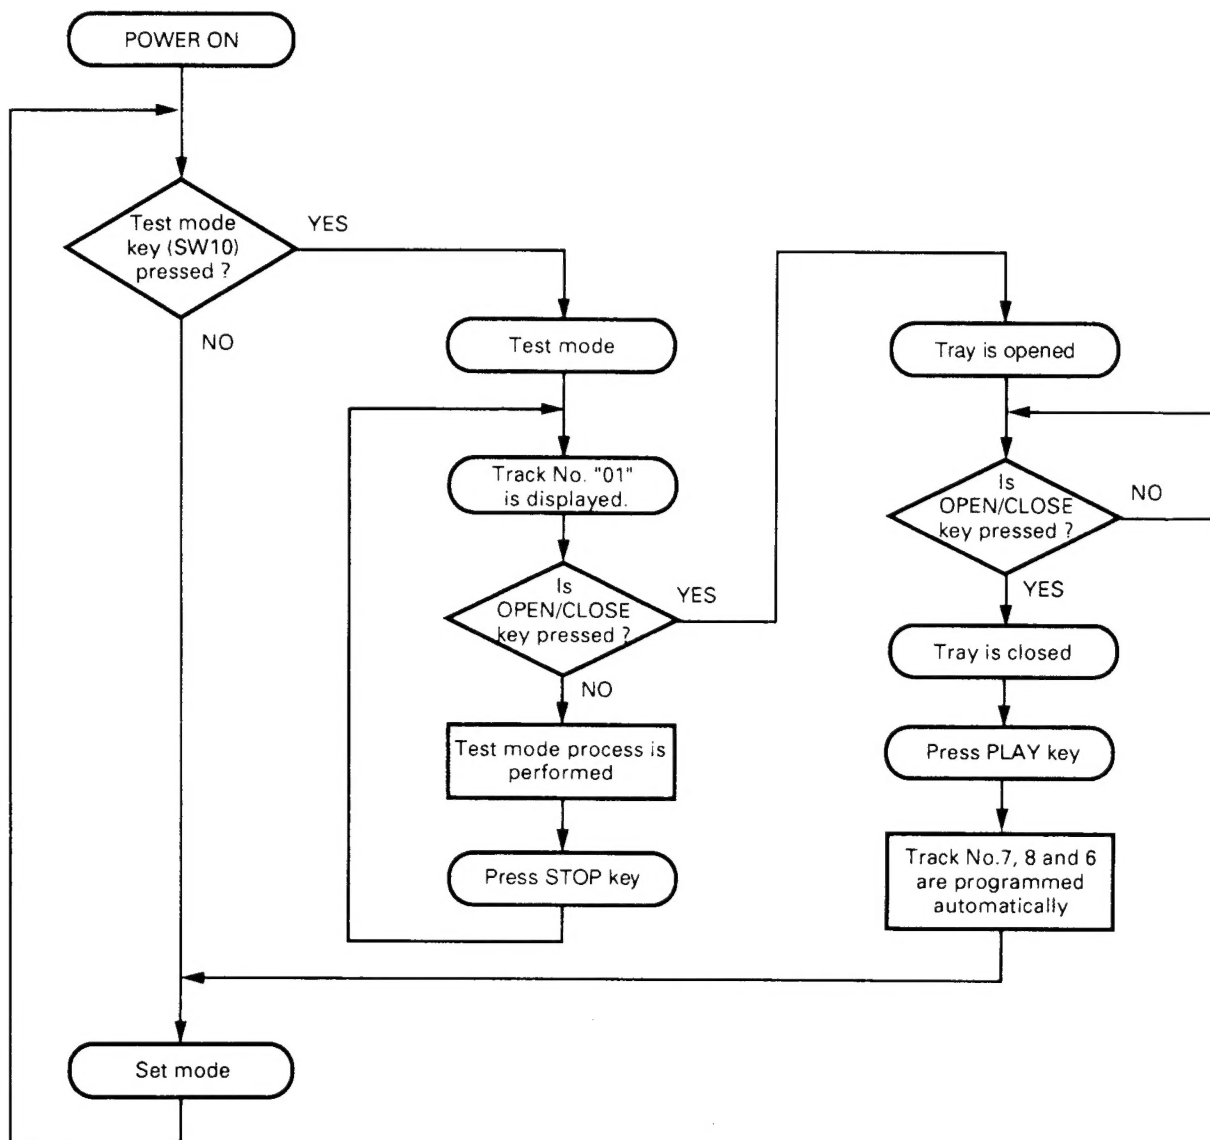 POWER ON
Test mode
key (SW10)
pressed ?
YES
NO
Test mode
Track No. "01"
is displayed.
Is
OPEN/CLOSE
key pressed ?
YES
NO
Test mode process is
performed
Press STOP key
Tray is opened
Is
OPEN/CLOSE
key pressed ?
NO
YES
Tray is closed
Press PLAY key
Track No.7, 8 and 6
are programmed
automatically
Set mode